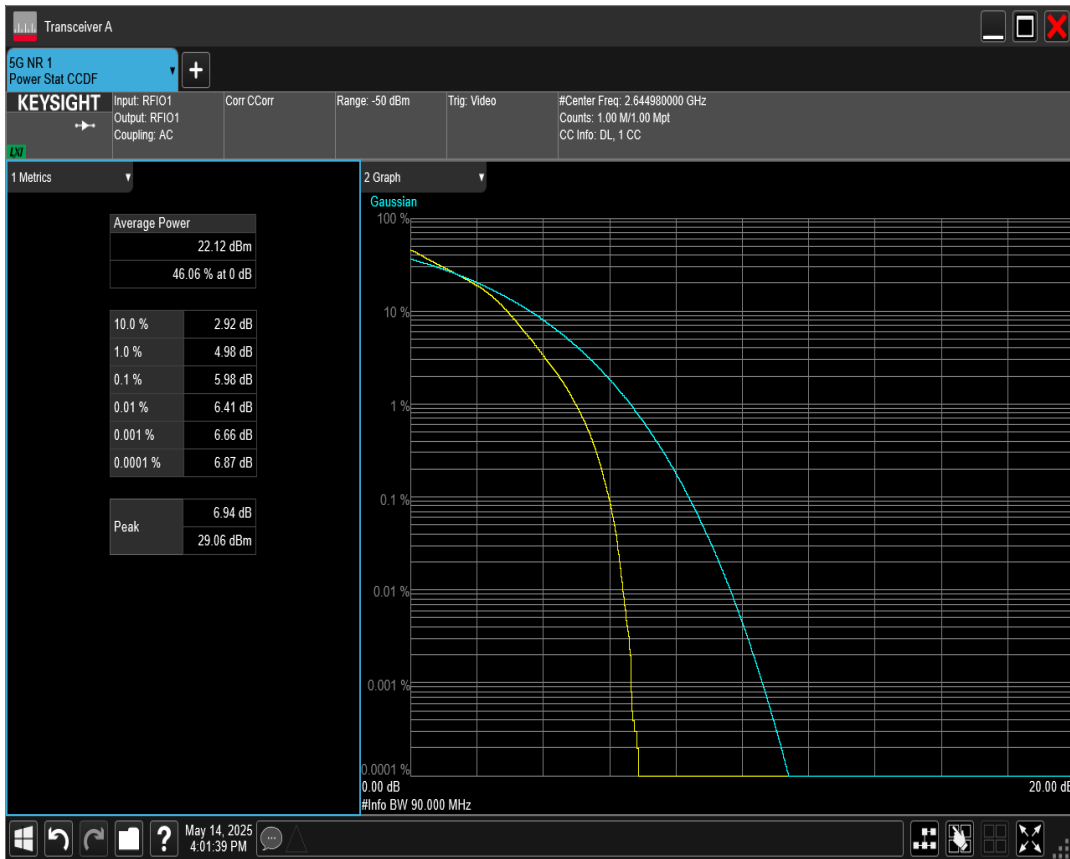 Transceiver A
5G NR 1
Power Stat CCDF
+
KEYSIGHT
LXI
Input: RFIO1
Output: RFIO1
Coupling: AC
Corr CCorr
Range: -50 dBm
Trig: Video
#Center Freq: 2.644980000 GHz
Counts: 1.00 M/1.00 Mpt
CC Info: DL, 1 CC
1 Metrics
Average Power
22.12 dBm
46.06 % at 0 dB
10.0 % 2.92 dB
1.0 % 4.98 dB
0.1 % 5.98 dB
0.01 % 6.41 dB
0.001 % 6.66 dB
0.0001 % 6.87 dB
Peak 6.94 dB
29.06 dBm
2 Graph
Gaussian
100 %
10 %
1 %
0.1 %
0.01 %
0.001 %
0.0001 %
0.00 dB 20.00 dB
#Info BW 90.000 MHz
?
May 14, 2025
4:01:39 PM